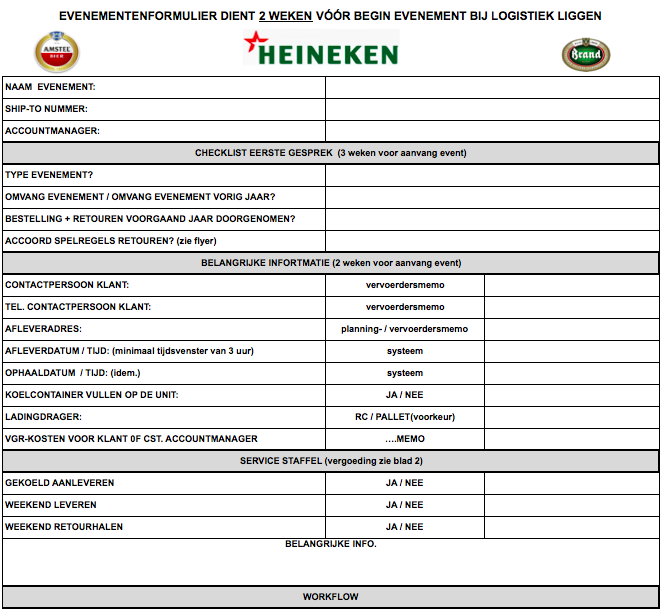 EVENEMENTENFORMULIER DIENT 2 WEKEN VÓÓR BEGIN EVENEMENT BIJ LOGISTIEK LIGGEN
AMSTEL
BIER
HEINEKEN
Brand
NAAM EVENEMENT:
SHIP-TO NUMMER:
ACCOUNTMANAGER:
CHECKLIST EERSTE GESPREK (3 weken voor aanvang event)
TYPE EVENEMENT?
OMVANG EVENEMENT / OMVANG EVENEMENT VORIG JAAR?
BESTELLING + RETOUREN VOORGAAND JAAR DOORGENOMEN?
ACCOORD SPELREGELS RETOUREN? (zie flyer)
BELANGRIJKE INFORTMATIE (2 weken voor aanvang event)
CONTACTPERSOON KLANT: vervoerdersmemo
TEL. CONTACTPERSOON KLANT: vervoerdersmemo
AFLEVERADRES: planning- / vervoerdersmemo
AFLEVERDATUM / TIJD: (minimaal tijdsvenster van 3 uur) systeem
OPHAALDATUM / TIJD: (idem.) systeem
KOELCONTAINER VULLEN OP DE UNIT: JA / NEE
LADINGDRAGER: RC / PALLET(voorkeur)
VGR-KOSTEN VOOR KLANT 0F CST. ACCOUNTMANAGER ....MEMO
SERVICE STAFFEL (vergoeding zie blad 2)
GEKOELD AANLEVEREN JA / NEE
WEEKEND LEVEREN JA / NEE
WEEKEND RETOURHALEN JA / NEE
BELANGRIJKE INFO.
WORKFLOW